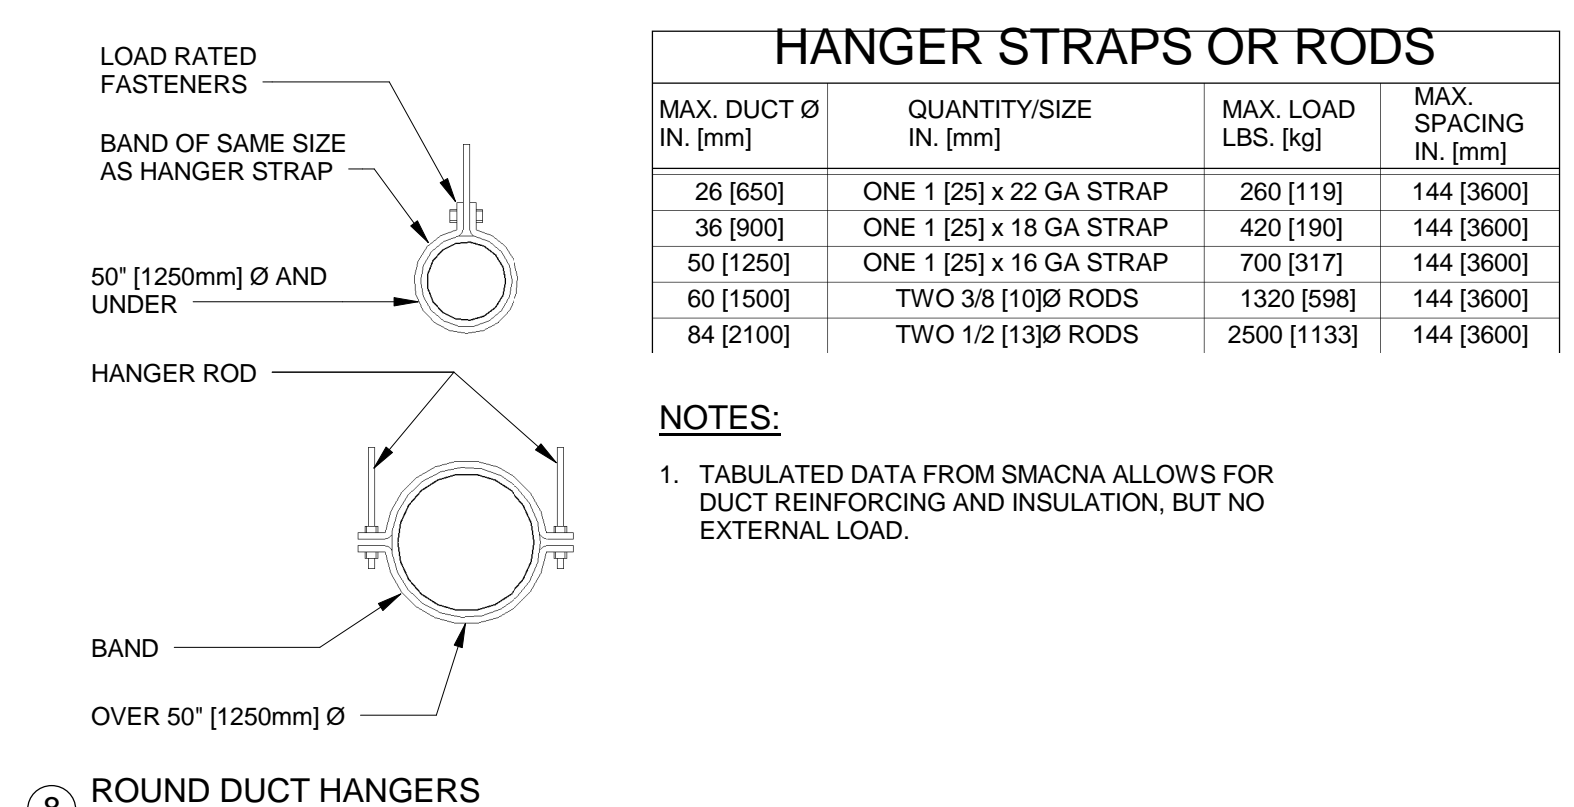 LOAD RATED
FASTENERS
BAND OF SAME SIZE
AS HANGER STRAP
50" [1250mm] Ø AND
UNDER
HANGER ROD
BAND
OVER 50" [1250mm] Ø
8
ROUND DUCT HANGERS
HANGER STRAPS OR RODS
MAX. DUCT Ø
IN. [mm]
QUANTITY/SIZE
IN. [mm]
MAX. LOAD
LBS. [kg]
MAX.
SPACING
IN. [mm]
26 [650] ONE 1 [25] x 22 GA STRAP 260 [119] 144 [3600]
36 [900] ONE 1 [25] x 18 GA STRAP 420 [190] 144 [3600]
50 [1250] ONE 1 [25] x 16 GA STRAP 700 [317] 144 [3600]
60 [1500] TWO 3/8 [10]Ø RODS 1320 [598] 144 [3600]
84 [2100] TWO 1/2 [13]Ø RODS 2500 [1133] 144 [3600]
NOTES:
1. TABULATED DATA FROM SMACNA ALLOWS FOR
DUCT REINFORCING AND INSULATION, BUT NO
EXTERNAL LOAD.